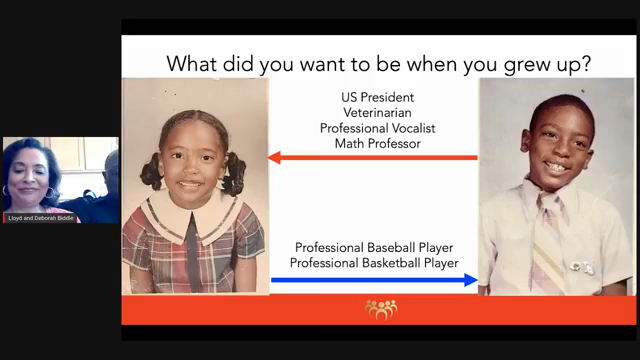 What did you want to be when you grew up?
US President
Veterinarian
Professional Vocalist
Math Professor
Professional Baseball Player
Professional Basketball Player
Lloyd and Deborah Biddle